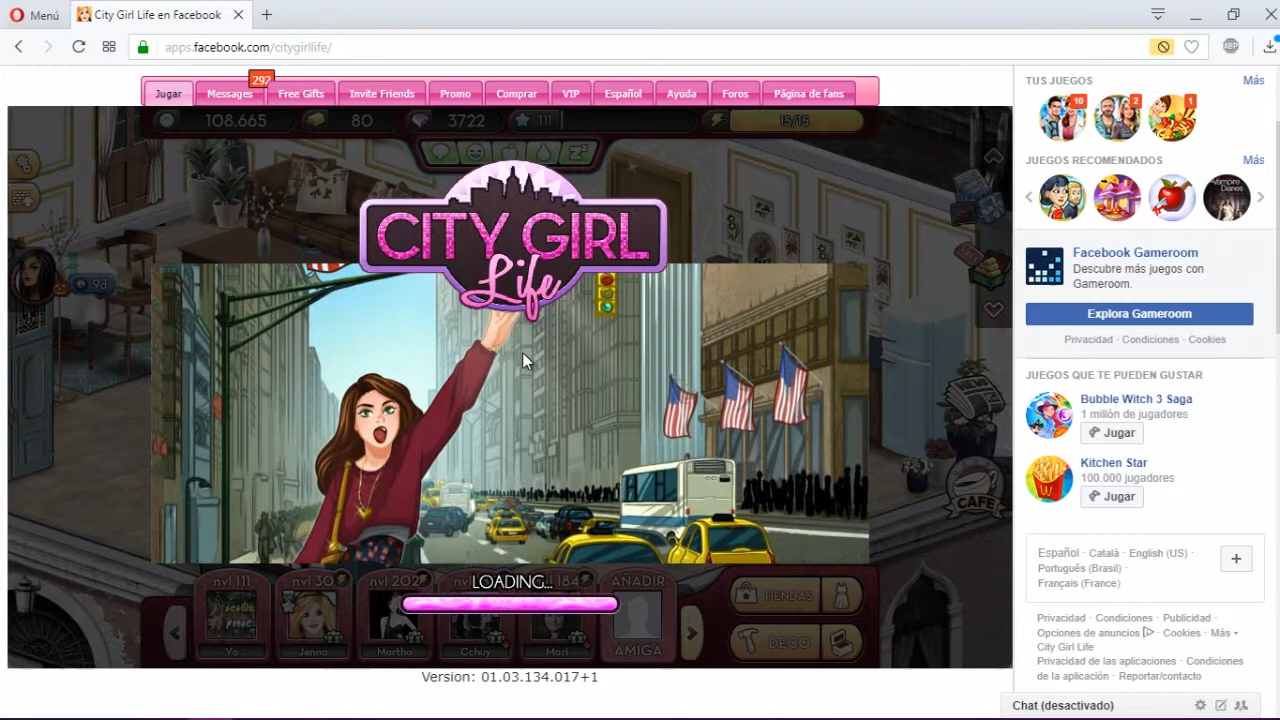 Menú
City Girl Life en Facebook
apps.facebook.com/citygirllife/
ABP
292
Jugar
Messages
Free Gifts
Invite Friends
Promo
Comprar
VIP
Español
Ayuda
Foros
Página de fans
108.665
80
3722
111
15/15
9d
CITY GIRL
Life
NEWS
CAFE
LOADING...
nvl 111
nvl 30
nvl 202
184
AÑADIR
AMIGA
Yo
Jenna
Martha
Cchuy
Mari
TIENDAS
DECO
Version: 01.03.134.017+1
TUS JUEGOS
Más
10
2
1
JUEGOS RECOMENDADOS
Más
Vampire
Diaries
Facebook Gameroom
Descubre más juegos con
Gameroom.
Explora Gameroom
Privacidad · Condiciones · Cookies
JUEGOS QUE TE PUEDEN GUSTAR
Bubble Witch 3 Saga
1 millón de jugadores
Jugar
Kitchen Star
100.000 jugadores
Jugar
Español · Català · English (US) ·
Português (Brasil) ·
Français (France)
Privacidad · Condiciones · Publicidad ·
Opciones de anuncios · Cookies · Más
City Girl Life
Privacidad de las aplicaciones · Condiciones
de la aplicación · Reportar/contacto
Chat (desactivado)